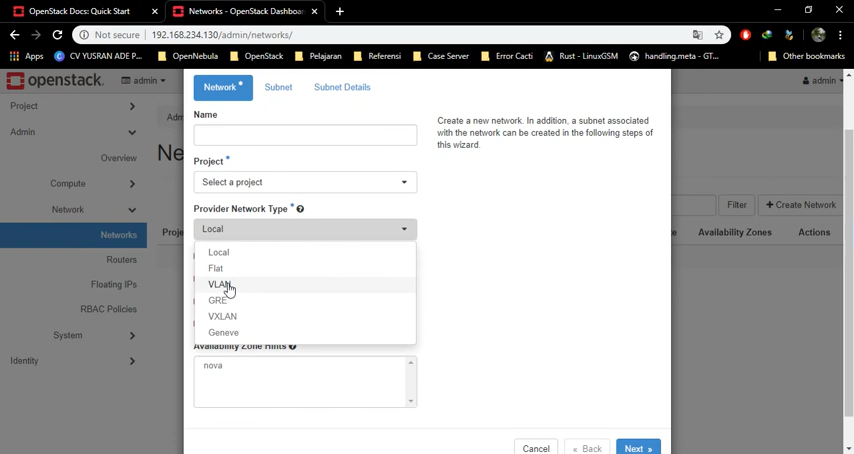 OpenStack Docs: Quick Start
Networks - OpenStack Dashboar
Not secure | 192.168.234.130/admin/networks/
Apps
CV YUSRAN ADE P...
OpenNebula
OpenStack
Pelajaran
Referensi
Case Server
Error Cacti
Rust - LinuxGSM
handling.meta - GT...
Other bookmarks
openstack.
admin
admin
Project
Admin
Overview
Compute
Network
Networks
Routers
Floating IPs
RBAC Policies
System
Identity
Adm
Ne
Filter
+ Create Network
Proje
te
Availability Zones
Actions
Network *
Subnet
Subnet Details
Name
Create a new network. In addition, a subnet associated
with the network can be created in the following steps of
this wizard.
Project *
Select a project
Provider Network Type *
Local
Local
Flat
VLAN
GRE
VXLAN
Geneve
Availability Zone Hints
nova
Cancel
« Back
Next »